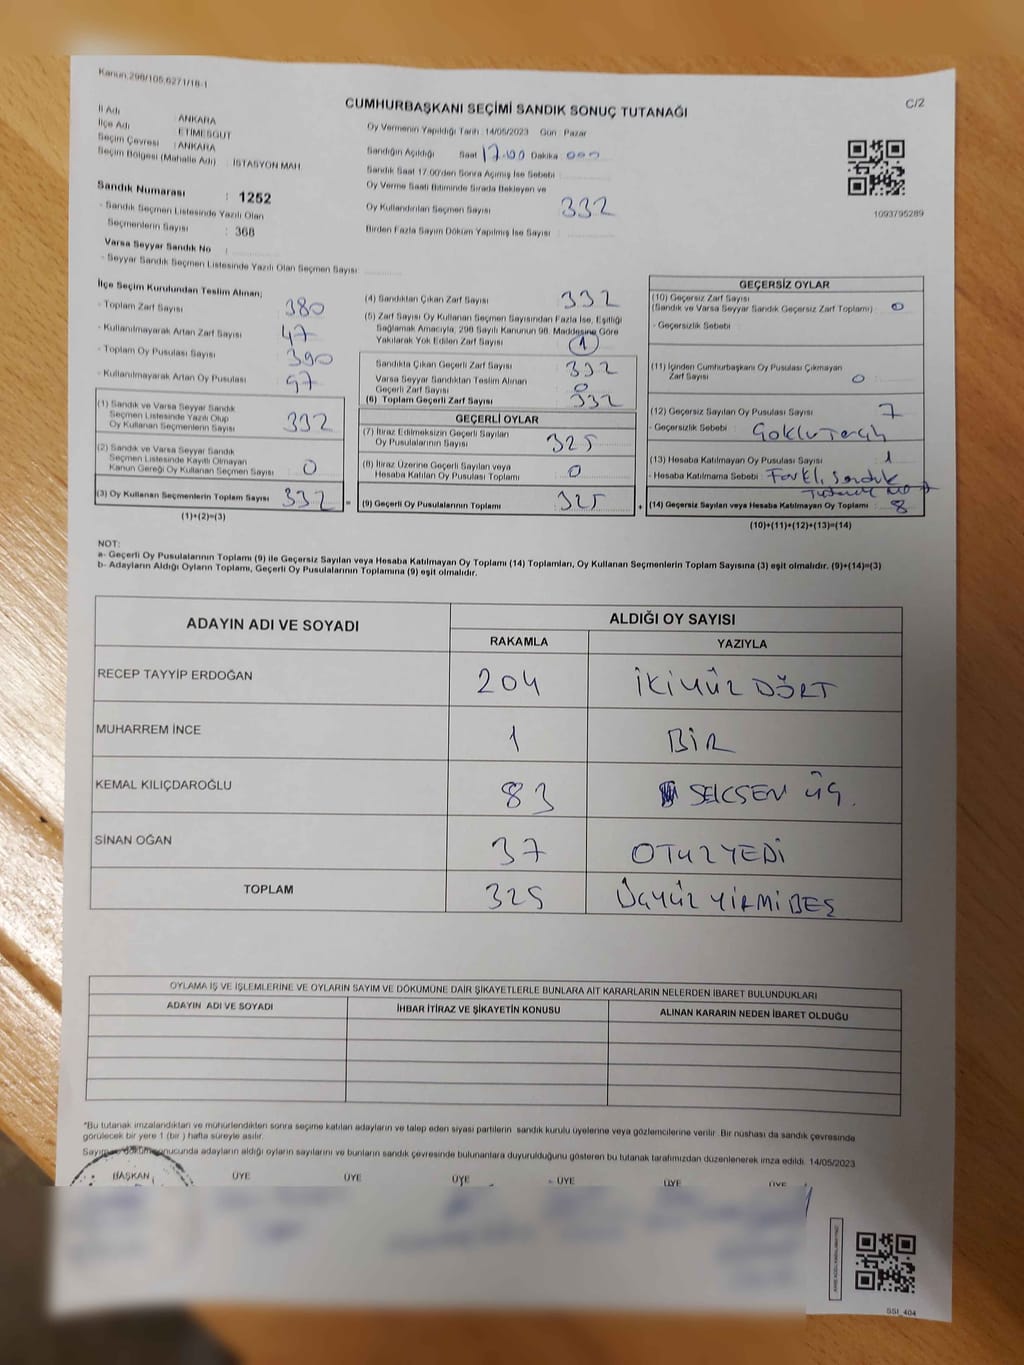 Kanun:298/105,6271/18-1
C/2
CUMHURBAŞKANI SEÇİMİ SANDIK SONUÇ TUTANAĞI
İl Adı : ANKARA
İlçe Adı : ETİMESGUT
Seçim Çevresi : ANKARA
Seçim Bölgesi (Mahalle Adı) : İSTASYON MAH.
Sandık Numarası : 1252
- Sandık Seçmen Listesinde Yazılı Olan
Seçmenlerin Sayısı : 368
Varsa Seyyar Sandık No :
- Seyyar Sandık Seçmen Listesinde Yazılı Olan Seçmen Sayısı:
Oy Vermenin Yapıldığı Tarih :14/05/2023 Gün : Pazar
Sandığın Açıldığı Saat 17:00 Dakika 000
Sandık Saat 17.00'den Sonra Açımış İse Sebebi :
Oy Verme Saati Bitiminde Sırada Bekleyen ve
Oy Kullandırılan Seçmen Sayısı 332
Birden Fazla Sayım Döküm Yapılmış İse Sayısı :
1093795289
İlçe Seçim Kurulundan Teslim Alınan;
- Toplam Zarf Sayısı : 380
- Kullanılmayarak Artan Zarf Sayısı : 47
- Toplam Oy Pusulası Sayısı : 390
- Kullanılmayarak Artan Oy Pusulası : 97
(1) Sandık ve Varsa Seyyar Sandık
Seçmen Listesinde Yazılı Olup
Oy Kullanan Seçmenlerin Sayısı : 332
(2) Sandık ve Varsa Seyyar Sandık
Seçmen Listesinde Kayıtlı Olmayan
Kanun Gereği Oy Kullanan Seçmen Sayısı : 0
(3) Oy Kullanan Seçmenlerin Toplam Sayısı : 332 =
(1)+(2)=(3)
(4) Sandıktan Çıkan Zarf Sayısı : 332
(5) Zarf Sayısı Oy Kullanan Seçmen Sayısından Fazla İse, Eşitliği
Sağlamak Amacıyla, 298 Sayılı Kanunun 98. Maddesine Göre
Yakılarak Yok Edilen Zarf Sayısı : 1
Sandıkta Çıkan Geçerli Zarf Sayısı : 332
Varsa Seyyar Sandıktan Teslim Alınan
Geçerli Zarf Sayısı : 0
(6) Toplam Geçerli Zarf Sayısı : 332
GEÇERLİ OYLAR
(7) İtiraz Edilmeksizin Geçerli Sayılan
Oy Pusulalarının Sayısı : 325
(8) İtiraz Üzerine Geçerli Sayılan veya
Hesaba Katılan Oy Pusulası Toplamı : 0
(9) Geçerli Oy Pusulalarının Toplamı : 325 +
GEÇERSİZ OYLAR
(10) Geçersiz Zarf Sayısı
(Sandık ve Varsa Seyyar Sandık Geçersiz Zarf Toplamı) : 0
- Geçersizlik Sebebi
(11) İçinden Cumhurbaşkanı Oy Pusulası Çıkmayan
Zarf Sayısı : 0
(12) Geçersiz Sayılan Oy Pusulası Sayısı : 7
- Geçersizlik Sebebi : Çoklu Tercih
(13) Hesaba Katılmayan Oy Pusulası Sayısı : 1
- Hesaba Katılmama Sebebi : Farklı Sandık
(14) Geçersiz Sayılan veya Hesaba Katılmayan Oy Toplamı : 8
(10)+(11)+(12)+(13)=(14)
NOT:
a- Geçerli Oy Pusulalarının Toplamı (9) ile Geçersiz Sayılan veya Hesaba Katılmayan Oy Toplamı (14) Toplamları, Oy Kullanan Seçmenlerin Toplam Sayısına (3) eşit olmalıdır. (9)+(14)=(3)
b- Adayların Aldığı Oyların Toplamı, Geçerli Oy Pusulalarının Toplamına (9) eşit olmalıdır.
ADAYIN ADI VE SOYADI ALDIĞI OY SAYISI
RAKAMLA YAZIYLA
RECEP TAYYİP ERDOĞAN 204 İKİYÜZ DÖRT
MUHARREM İNCE 1 BİR
KEMAL KILIÇDAROĞLU 83 SEKSEN ÜÇ.
SİNAN OĞAN 37 OTUZYEDİ
TOPLAM 325 ÜÇYÜZ YİRMİBEŞ
OYLAMA İŞ VE İŞLEMLERİNE VE OYLARIN SAYIM VE DÖKÜMÜNE DAİR ŞİKAYETLERLE BUNLARA AİT KARARLARIN NELERDEN İBARET BULUNDUKLARI
ADAYIN ADI VE SOYADI İHBAR İTİRAZ VE ŞİKAYETİN KONUSU ALINAN KARARIN NEDEN İBARET OLDUĞU
*Bu tutanak imzalandıktan ve mühürlendikten sonra seçime katılan adayların ve talep eden siyasi partilerin sandık kurulu üyelerine veya gözlemcilerine verilir. Bir nüshası da sandık çevresinde
görülecek bir yere 1 (bir ) hafta süreyle asılır.
Sayım ve döküm sonucunda adayların aldığı oyların sayılarını ve bunların sandık çevresinde bulunanlara duyurulduğunu gösteren bu tutanak tarafımızdan düzenlenerek imza edildi. 14/05/2023
BAŞKAN ÜYE ÜYE ÜYE ÜYE ÜYE ÜYE
SSI_404